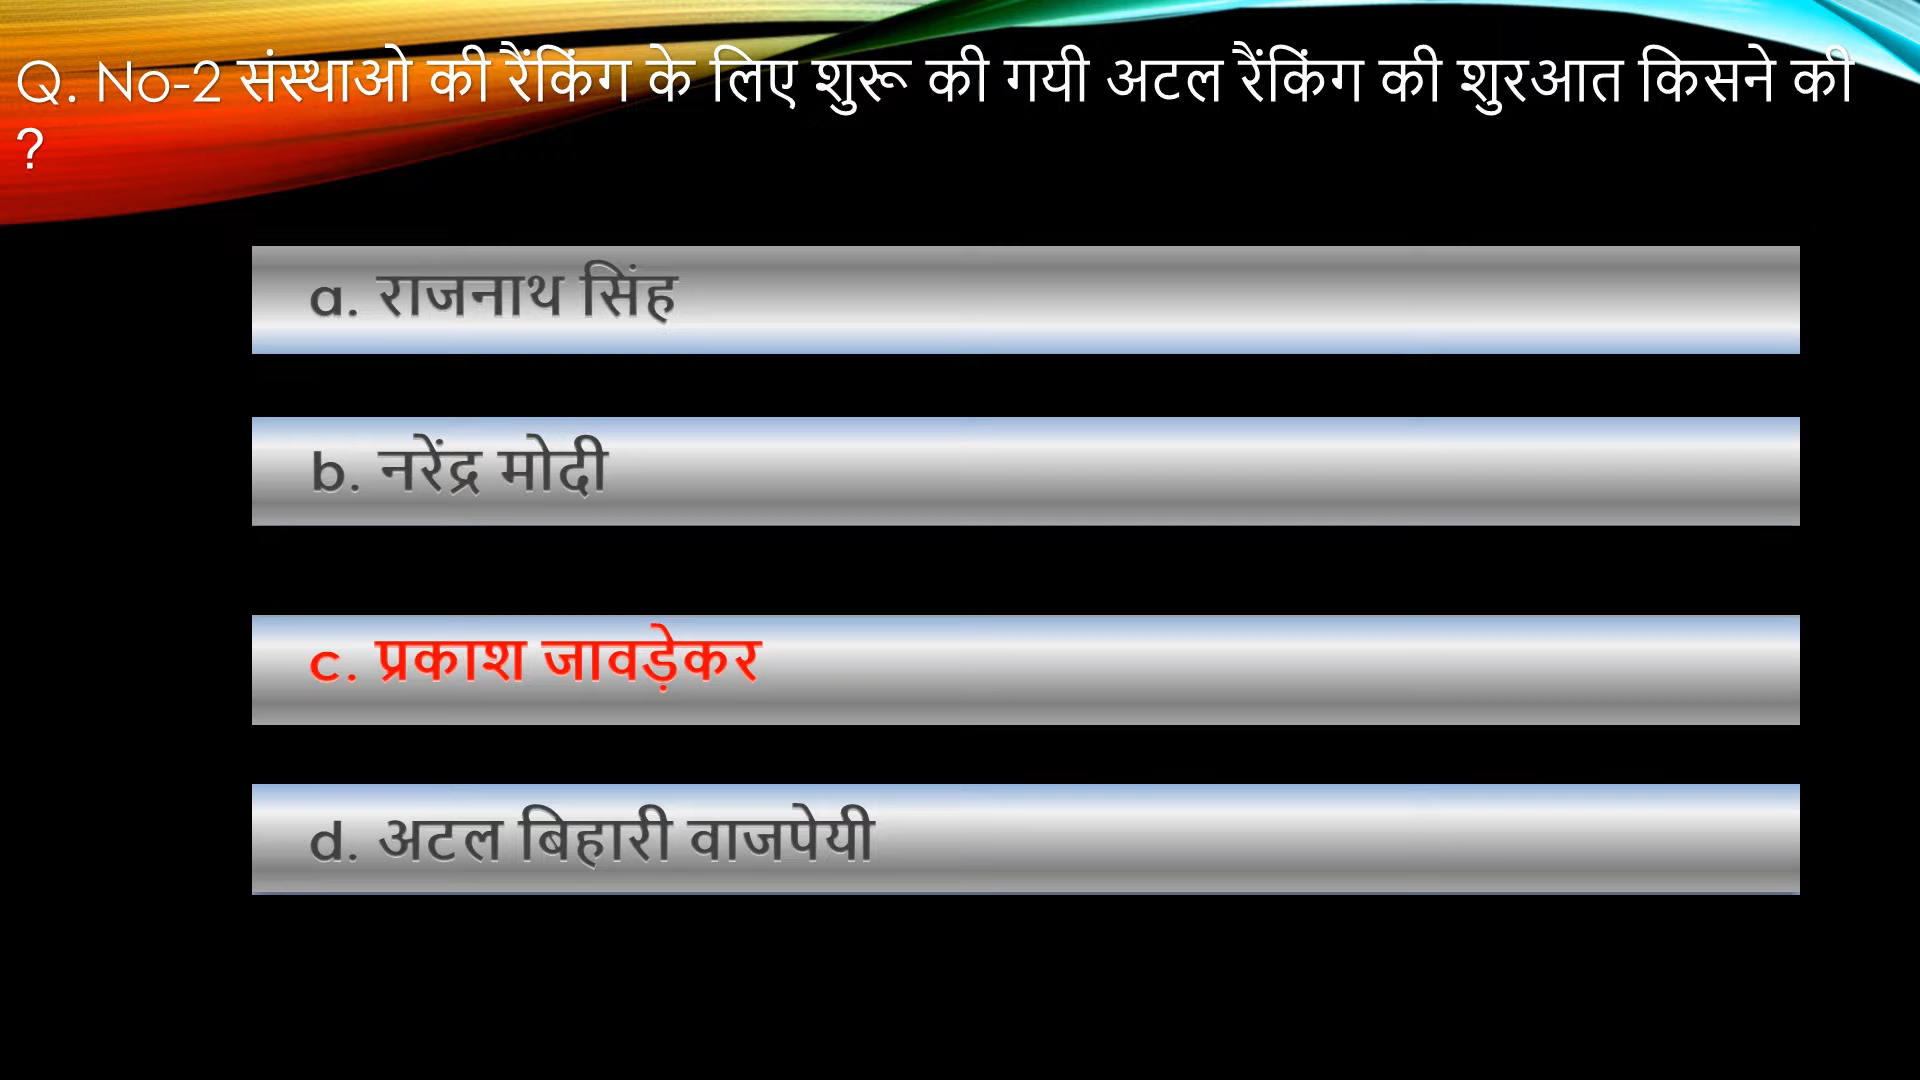 Q. No-2 संस्थाओ की रैंकिंग के लिए शुरू की गयी अटल रैंकिंग की शुरआत किसने की
?
a. राजनाथ सिंह
b. नरेंद्र मोदी
c. प्रकाश जावड़ेकर
d. अटल बिहारी वाजपेयी